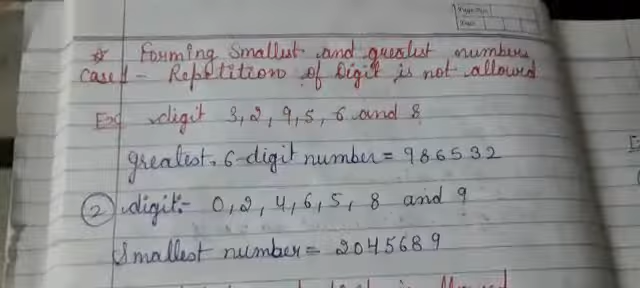 ☆ Forming Smallest and greatest numbers
Case 1 - Repetition of Digit is not allowed
Ex. digit 3, 2, 9, 5, 6 and 8
greatest 6-digit number = 986532
② digit:- 0, 2, 4, 6, 5, 8 and 9
Smallest number = 2045689